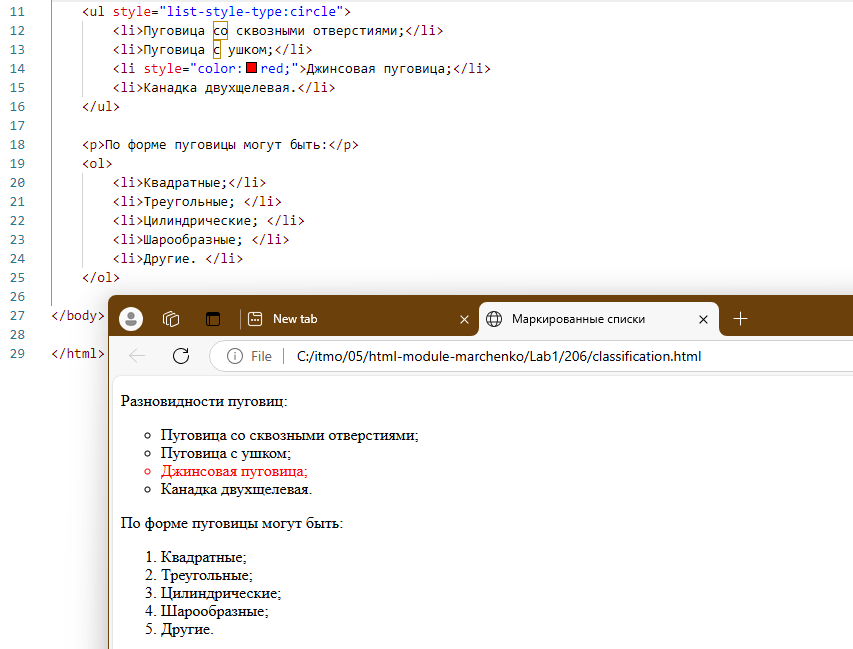 11 <ul style="list-style-type:circle">
12 <li>Пуговица со сквозными отверстиями;</li>
13 <li>Пуговица с ушком;</li>
14 <li style="color:red;">Джинсовая пуговица;</li>
15 <li>Канадка двухщелевая.</li>
16 </ul>
17
18 <p>По форме пуговицы могут быть:</p>
19 <ol>
20 <li>Квадратные;</li>
21 <li>Треугольные; </li>
22 <li>Цилиндрические; </li>
23 <li>Шарообразные; </li>
24 <li>Другие. </li>
25 </ol>
26
27 </body>
28
29 </html>
New tab
Маркированные списки
File C:/itmo/05/html-module-marchenko/Lab1/206/classification.html
Разновидности пуговиц:
Пуговица со сквозными отверстиями;
Пуговица с ушком;
Джинсовая пуговица;
Канадка двухщелевая.
По форме пуговицы могут быть:
1. Квадратные;
2. Треугольные;
3. Цилиндрические;
4. Шарообразные;
5. Другие.